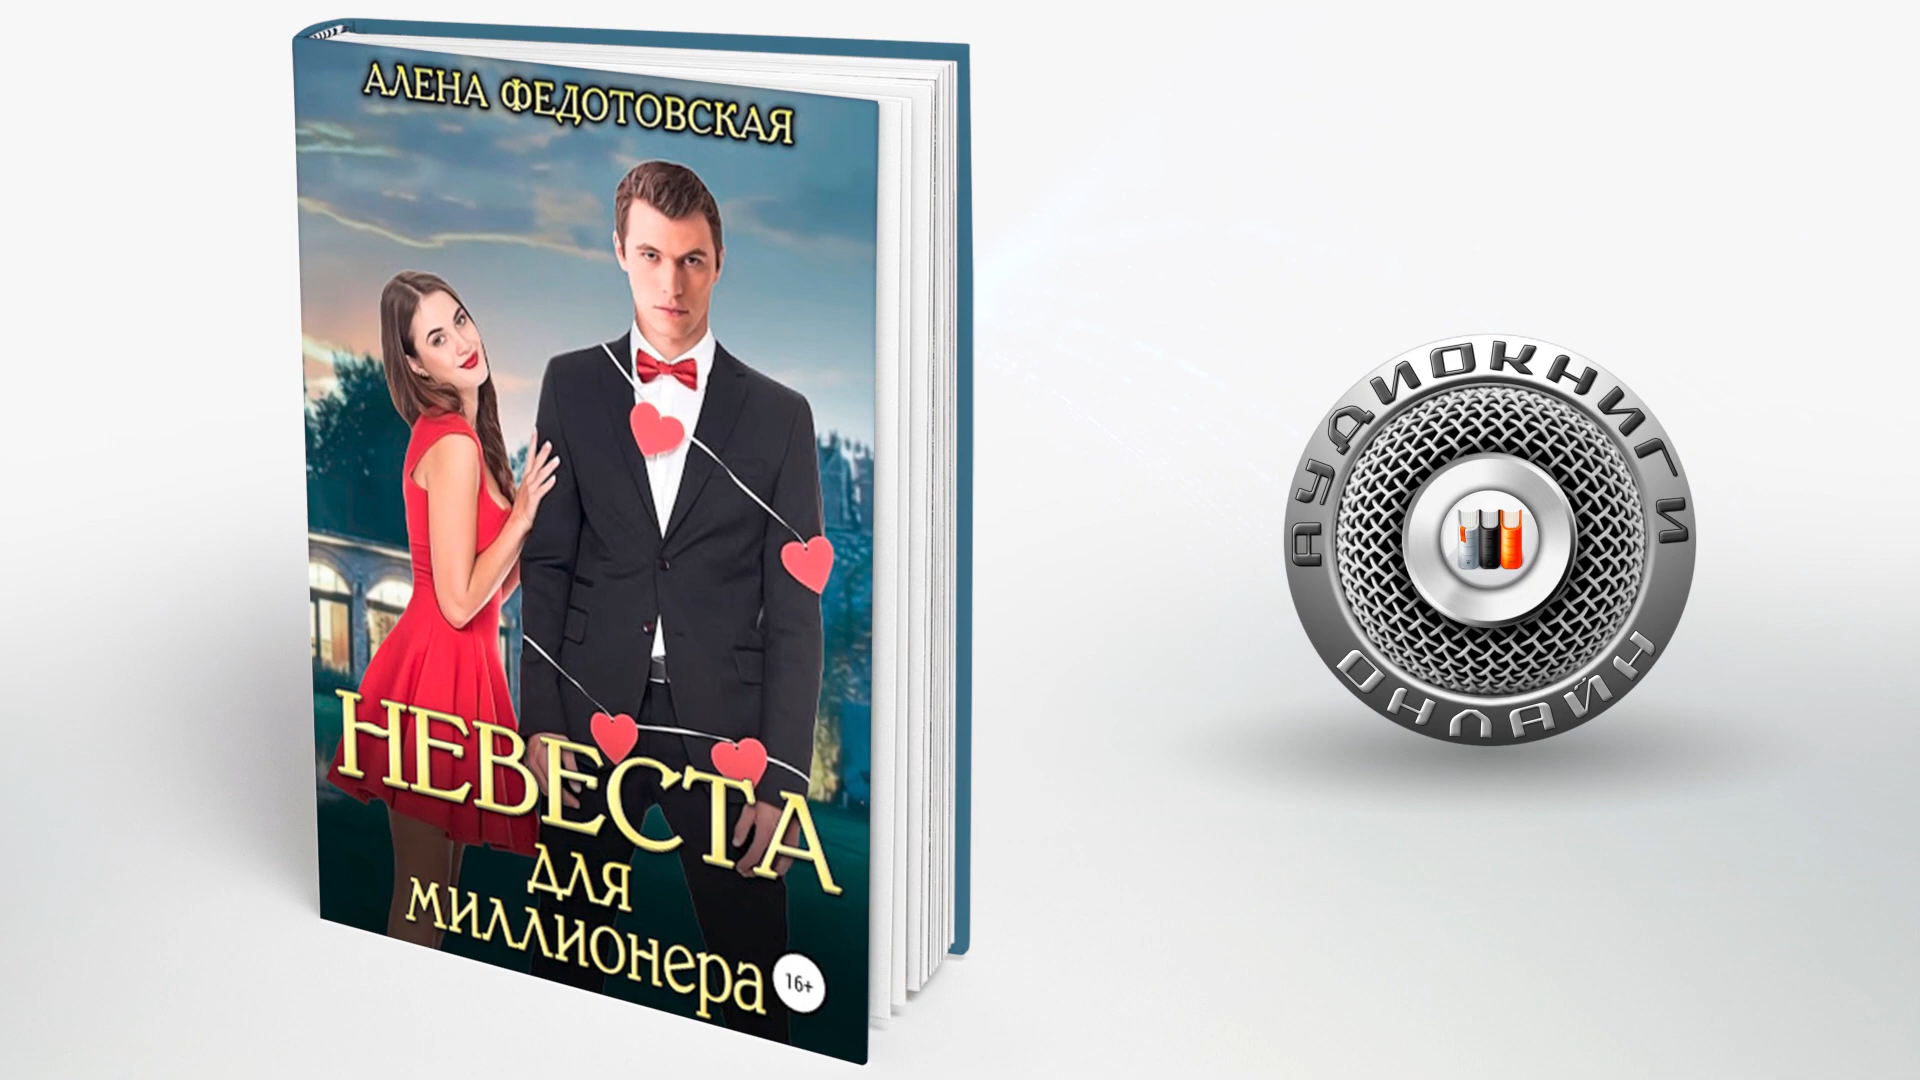 АЛЕНА ФЕДОТОВСКАЯ
НЕВЕСТА
ДЛЯ
МИЛЛИОНЕРА
16+
АУДИОКНИГИ
ОНЛАЙН